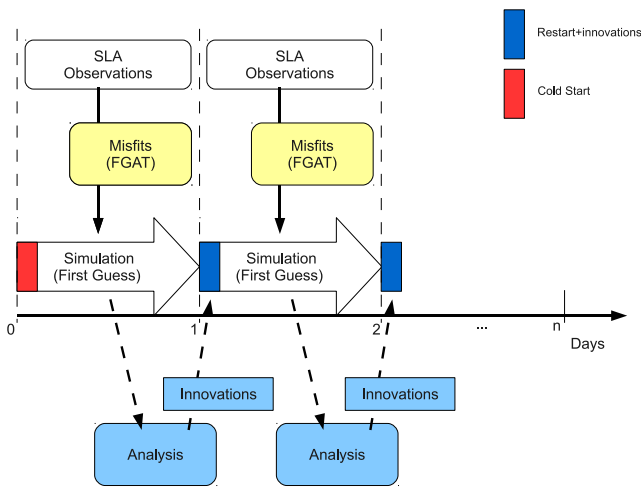 SLA
Observations
SLA
Observations
Restart+innovations
Cold Start
Misfits
(FGAT)
Misfits
(FGAT)
Simulation
(First Guess)
Simulation
(First Guess)
0
1
2
...
n
Days
Innovations
Innovations
Analysis
Analysis